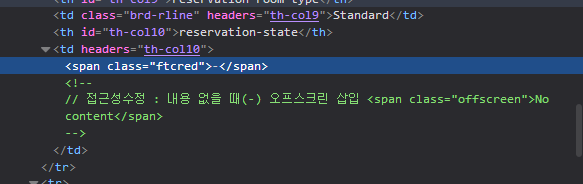 <th id="th-col9">reservation-room-type</th>
<td class="brd-rline" headers="th-col9">Standard</td>
<th id="th-col10">reservation-state</th>
<td headers="th-col10">
<span class="ftcred">-</span>
<!--
// 접근성수정 : 내용 없을 때(-) 오프스크린 삽입 <span class="offscreen">No
content</span>
-->
</td>
</tr>
<tr>